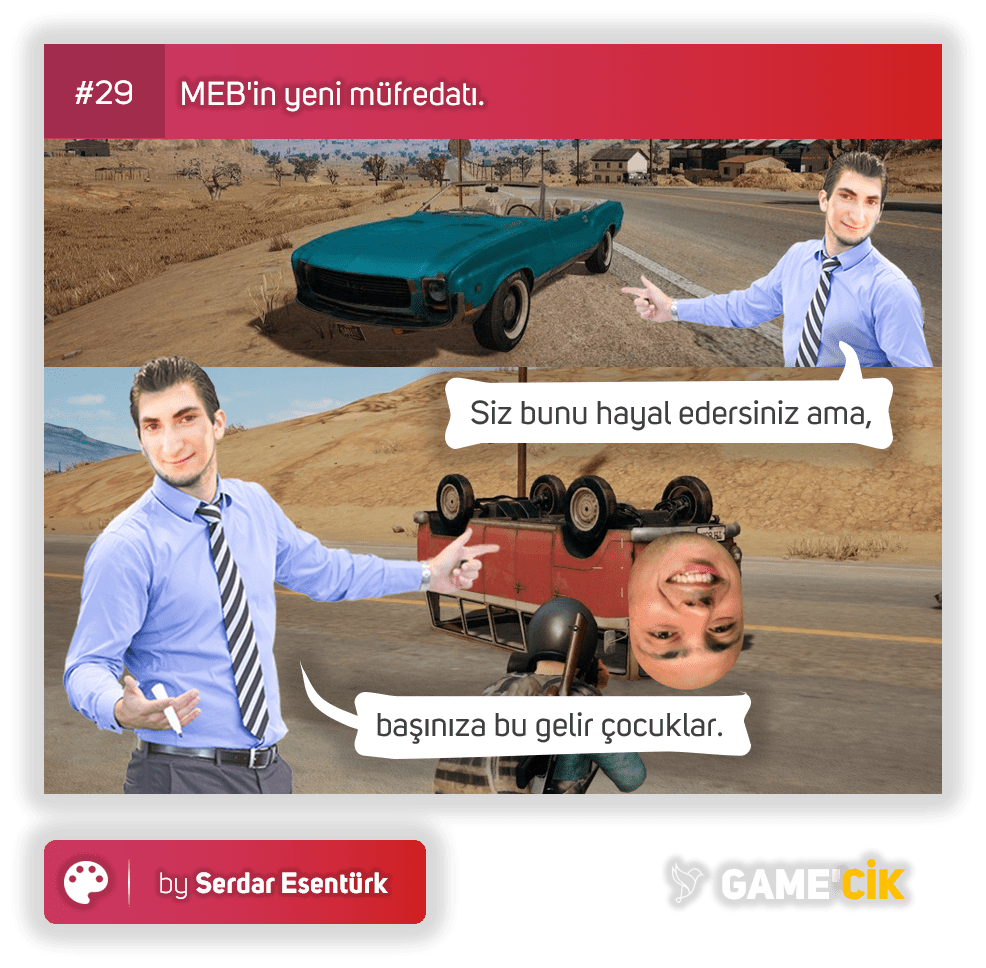 #29
MEB'in yeni müfredatı.
Siz bunu hayal edersiniz ama,
başınıza bu gelir çocuklar.
by Serdar Esentürk
GAME'CİK